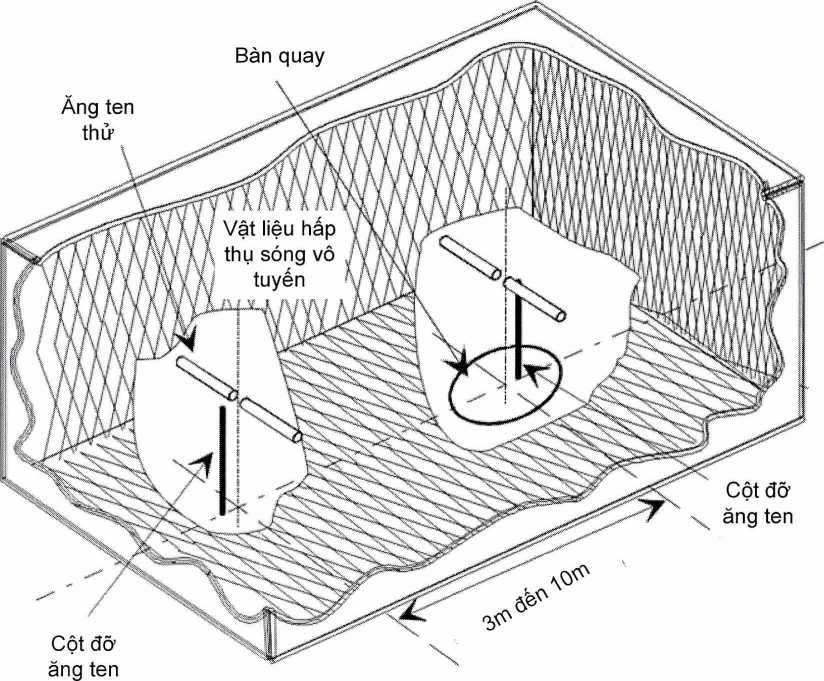 Bàn quay
Ăng ten
thử
Vật liệu hấp
thụ sóng vô
tuyến
Cột đỡ
ăng ten
3m đến 10m
Cột đỡ
ăng ten